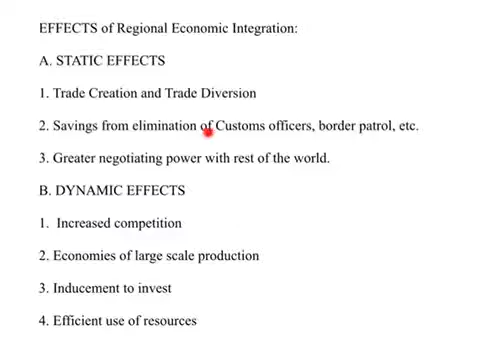 EFFECTS of Regional Economic Integration:
A. STATIC EFFECTS
1. Trade Creation and Trade Diversion
2. Savings from elimination of Customs officers, border patrol, etc.
3. Greater negotiating power with rest of the world.
B. DYNAMIC EFFECTS
1. Increased competition
2. Economies of large scale production
3. Inducement to invest
4. Efficient use of resources